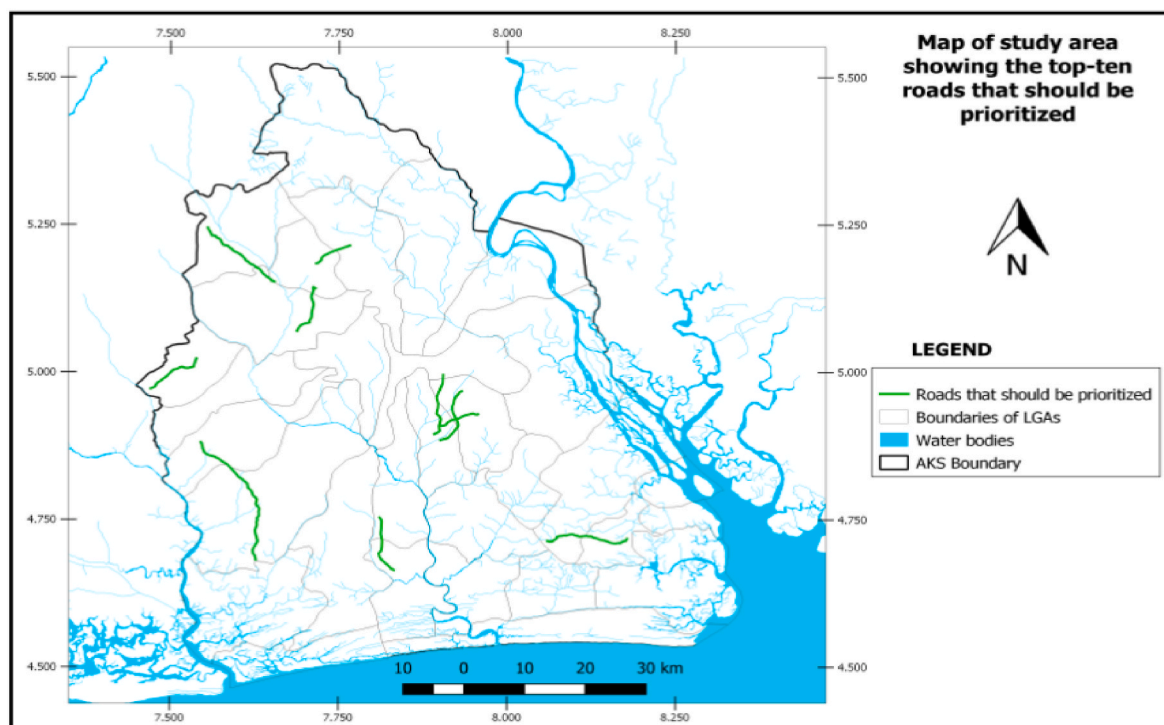 Map of study area
showing the top-ten
roads that should be
prioritized
7.500 7.750 8.000 8.250
5.500 5.500
5.250 5.250
N
5.000 5.000
LEGEND
Roads that should be prioritized
Boundaries of LGAs
Water bodies
AKS Boundary
4.750 4.750
4.500 4.500
10 0 10 20 30 km
7.500 7.750 8.000 8.250